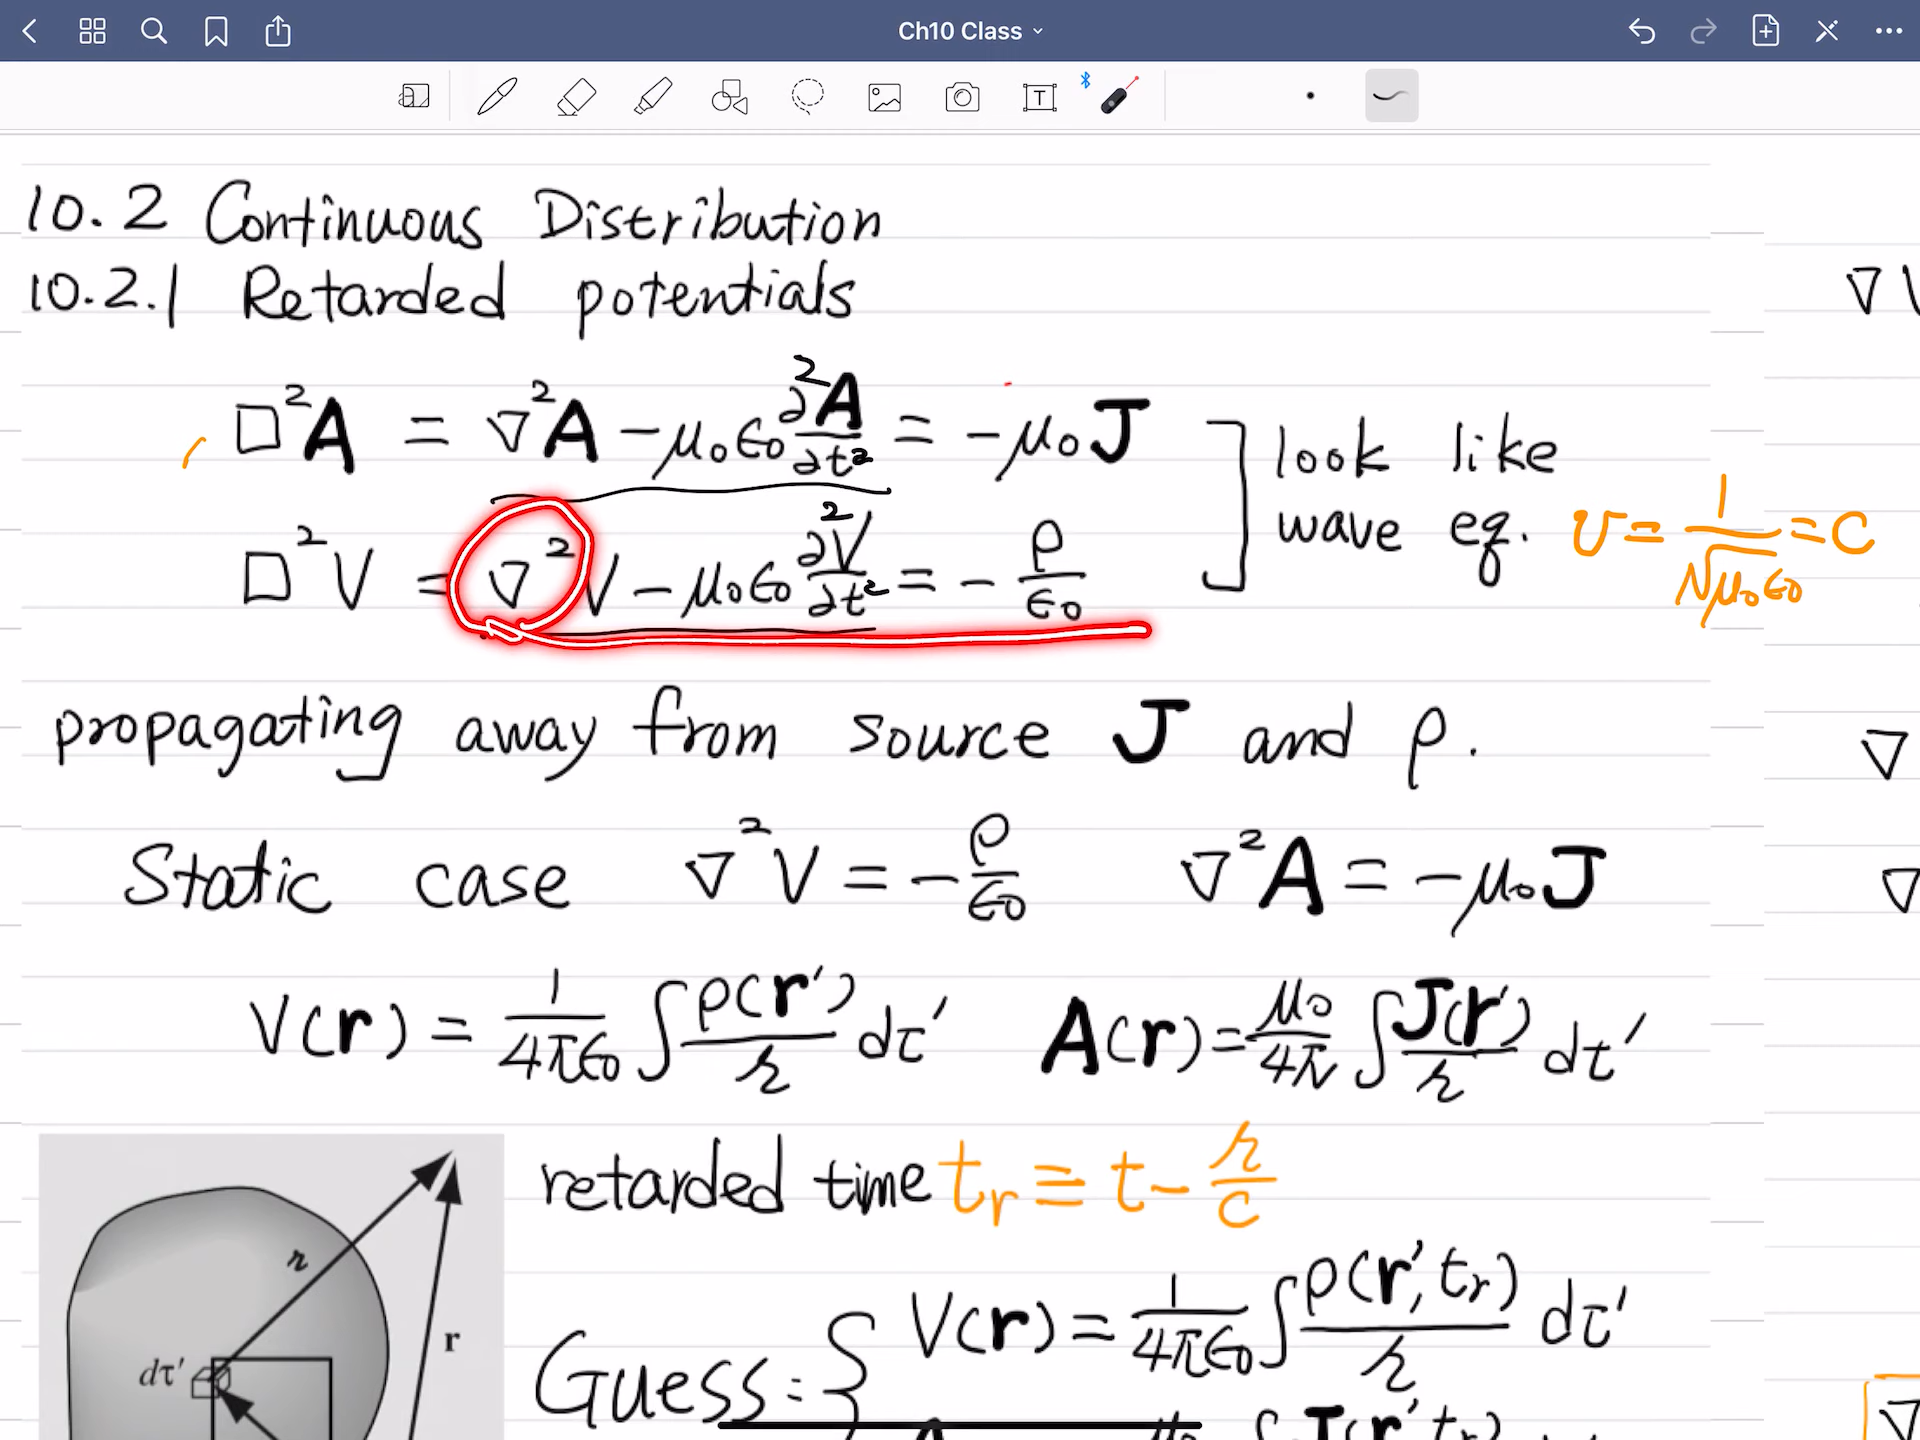 Ch10 Class
10.2 Continuous Distribution
10.2.1 Retarded potentials
□²A = ∇²A − μ₀ϵ₀ ∂²A/∂t² = −μ₀J
□²V = ∇²V − μ₀ϵ₀ ∂²V/∂t² = − ρ/ϵ₀
look like
wave eq. v = 1/√μ₀ϵ₀ = c
propagating away from source J and ρ.
Static case ∇²V = − ρ/ϵ₀ ∇²A = −μ₀J
V(r) = 1/4πϵ₀ ∫ ρ(r′)/r dτ′ A(r) = μ₀/4π ∫ J(r′)/r dτ′
retarded time tᵣ = t − r/c
Guess: { V(r) = 1/4πϵ₀ ∫ ρ(r′, tᵣ)/r dτ′
r
r
dτ′